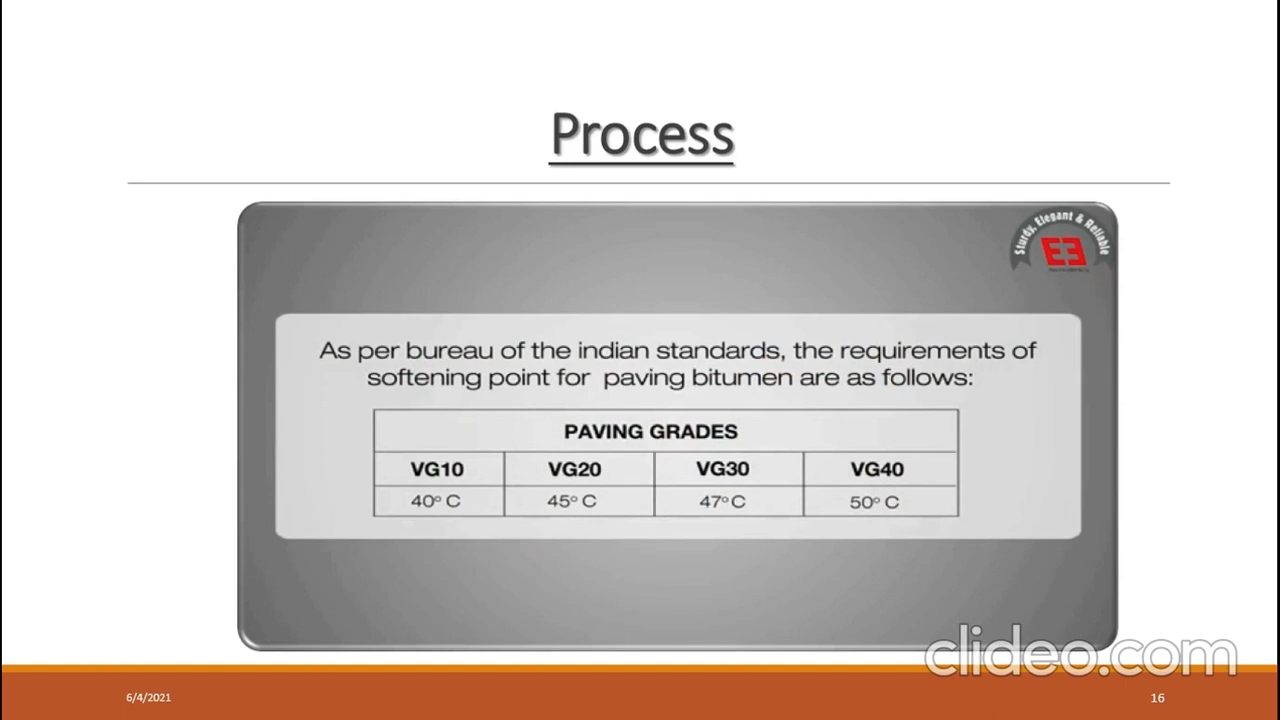 Process
Sturdy, Elegant & Reliable
As per bureau of the indian standards, the requirements of
softening point for paving bitumen are as follows:
PAVING GRADES
VG10 VG20 VG30 VG40
40° C 45° C 47° C 50° C
clideo.com
6/4/2021 16